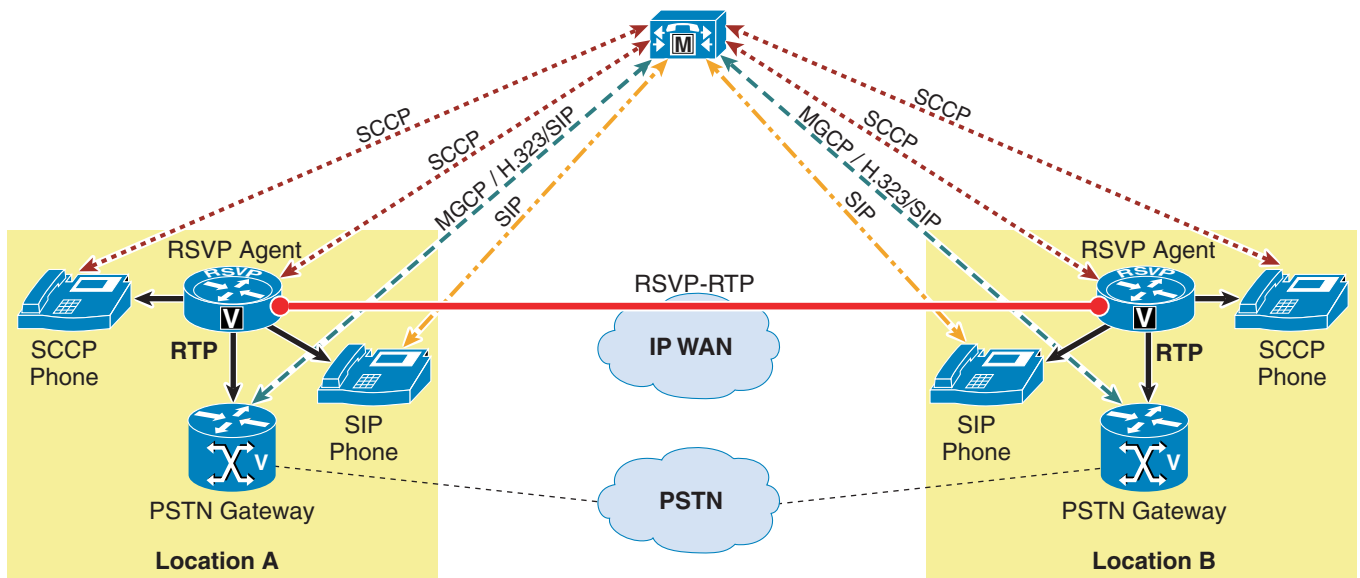 M
SCCP
SCCP
MGCP / H.323/SIP
SIP
SCCP
SCCP
MGCP / H.323/SIP
SIP
RSVP Agent
RSVP
V
SCCP
Phone
RTP
SIP
Phone
V
PSTN Gateway
Location A
RSVP-RTP
IP WAN
PSTN
RSVP Agent
RSVP
V
SCCP
Phone
RTP
SIP
Phone
V
PSTN Gateway
Location B